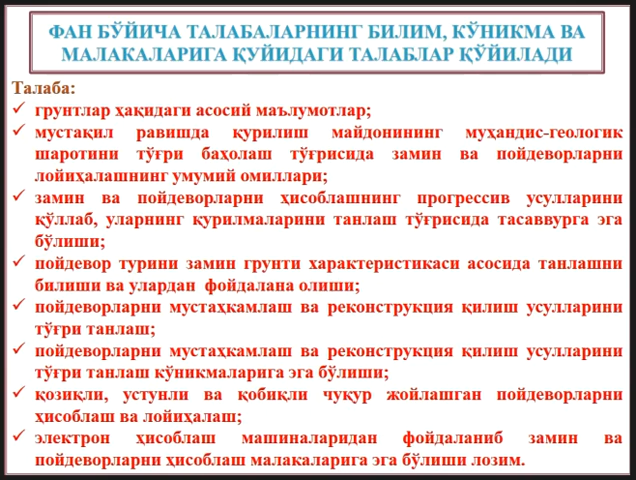 ФАН БЎЙИЧА ТАЛАБАЛАРНИНГ БИЛИМ, КЎНИКМА ВА
МАЛАКАЛАРИГА ҚУЙИДАГИ ТАЛАБЛАР ҚЎЙИЛАДИ
Талаба:
✓ грунтлар ҳақидаги асосий маълумотлар;
✓ мустақил равишда қурилиш майдонининг муҳандис-геологик
шаротини тўғри баҳолаш тўғрисида замин ва пойдеворларни
лойиҳалашнинг умумий омиллари;
✓ замин ва пойдеворларни ҳисоблашнинг прогрессив усулларини
қўллаб, уларнинг қурилмаларини танлаш тўғрисида тасаввурга эга
бўлиши;
✓ пойдевор турини замин грунти характеристикаси асосида танлашни
билиши ва улардан фойдалана олиши;
✓ пойдеворларни мустаҳкамлаш ва реконструкция қилиш усулларини
тўғри танлаш;
✓ пойдеворларни мустаҳкамлаш ва реконструкция қилиш усулларини
тўғри танлаш кўникмаларига эга бўлиши;
✓ қозиқли, устунли ва қобиқли чуқур жойлашган пойдеворларни
ҳисоблаш ва лойиҳалаш;
✓ электрон ҳисоблаш машиналаридан фойдаланиб замин ва
пойдеворларни ҳисоблаш малакаларига эга бўлиши лозим.